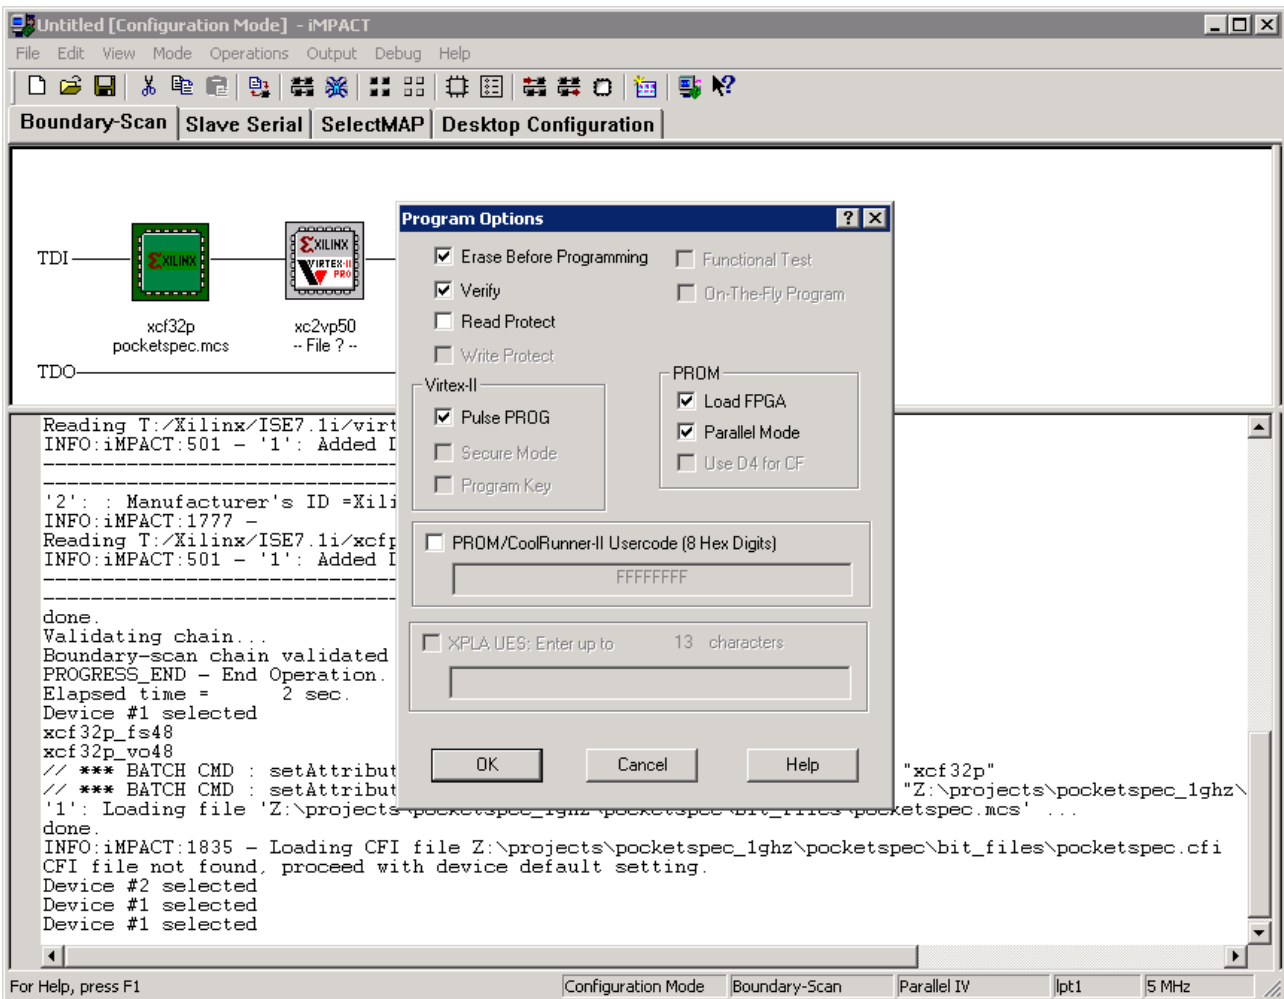 Untitled [Configuration Mode] - iMPACT
File Edit View Mode Operations Output Debug Help
Boundary-Scan Slave Serial SelectMAP Desktop Configuration
Program Options
TDI
XILINX
XILINX
VIRTEX-II
PRO
xcf32p
pocketspec.mcs
xc2vp50
-- File ? --
TDO
Erase Before Programming
Functional Test
Verify
On-The-Fly Program
Read Protect
Write Protect
Virtex-II
Pulse PROG
Secure Mode
Program Key
PROM
Load FPGA
Parallel Mode
Use D4 for CF
PROM/CoolRunner-II Usercode (8 Hex Digits)
FFFFFFFF
XPLA UES: Enter up to 13 characters
OK Cancel Help
Reading T:/Xilinx/ISE7.1i/virt
INFO:iMPACT:501 - '1': Added
----------------------------------
----------------------------------
'2': : Manufacturer's ID =Xili
INFO:iMPACT:1777 -
Reading T:/Xilinx/ISE7.1i/xcfp
INFO:iMPACT:501 - '1': Added
----------------------------------
----------------------------------
done.
Validating chain...
Boundary-scan chain validated
PROGRESS_END - End Operation.
Elapsed time = 2 sec.
Device #1 selected
xcf32p_fs48
xcf32p_vo48
// *** BATCH CMD : setAttribut "xcf32p"
// *** BATCH CMD : setAttribut "Z:\projects\pocketspec_1ghz\
'1': Loading file 'Z:\projects\pocketspec_1ghz\pocketspec\bit_files\pocketspec.mcs' ...
done.
INFO:iMPACT:1835 - Loading CFI file Z:\projects\pocketspec_1ghz\pocketspec\bit_files\pocketspec.cfi
CFI file not found, proceed with device default setting.
Device #2 selected
Device #1 selected
Device #1 selected
For Help, press F1 Configuration Mode Boundary-Scan Parallel IV lpt1 5 MHz